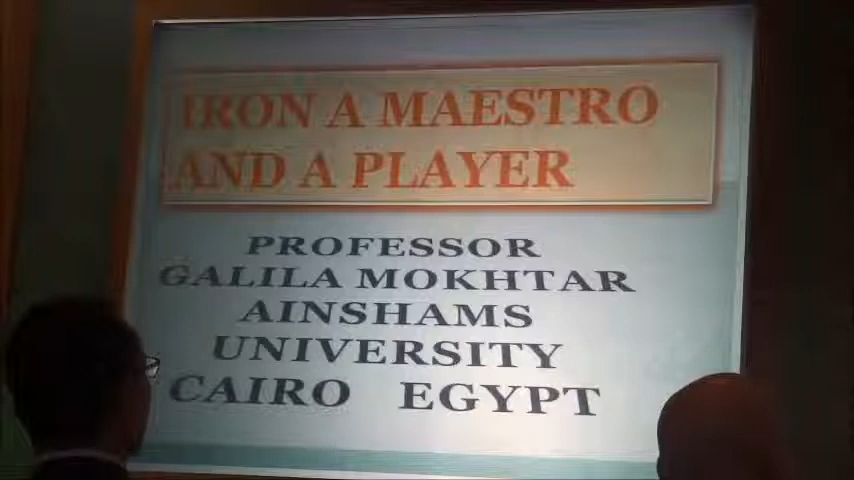 IRON A MAESTRO
AND A PLAYER
PROFESSOR
GALILA MOKHTAR
AINSHAMS
UNIVERSITY
CAIRO EGYPT